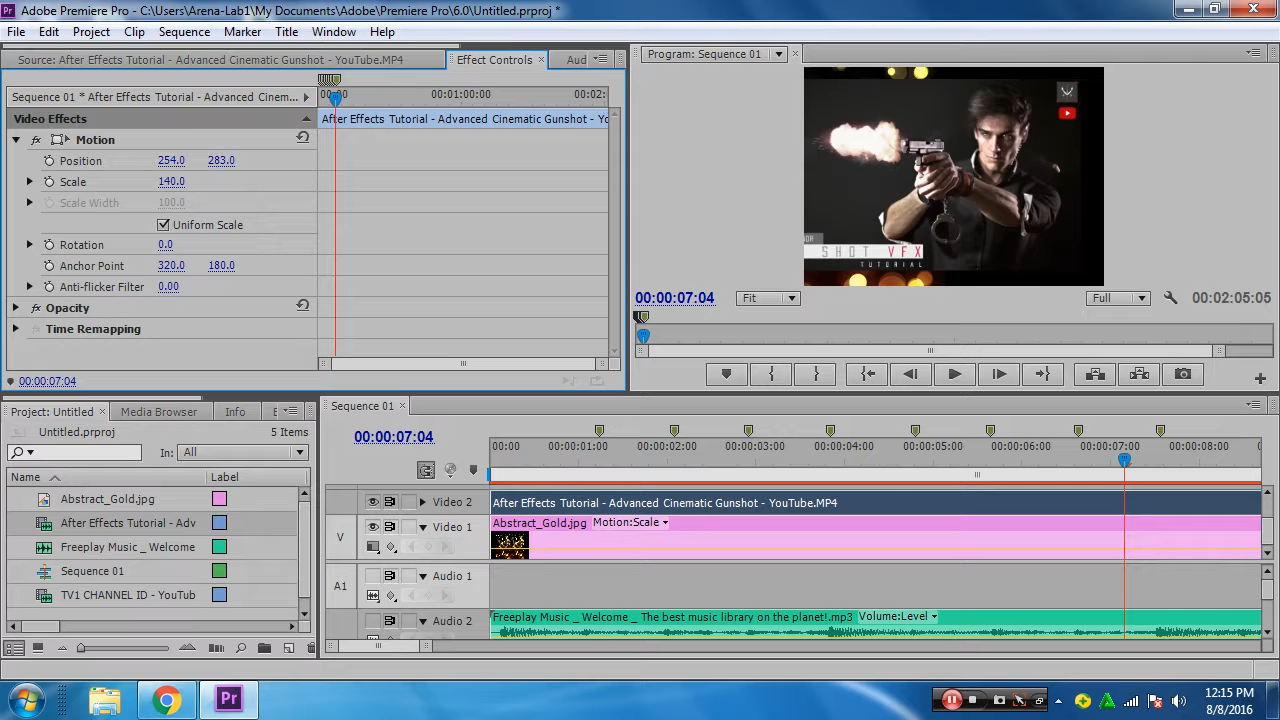 Adobe Premiere Pro - C:\Users\Arena-Lab1\My Documents\Adobe\Premiere Pro\6.0\Untitled.prproj *
File Edit Project Clip Sequence Marker Title Window Help
Source: After Effects Tutorial - Advanced Cinematic Gunshot - YouTube.MP4
Effect Controls
Aud
Sequence 01 * After Effects Tutorial - Advanced Cinem...
00:00 00:01:00:00 00:02:
Video Effects
After Effects Tutorial - Advanced Cinematic Gunshot - Yo
fx Motion
Position 254.0 283.0
Scale 140.0
Scale Width 100.0
Uniform Scale
Rotation 0.0
Anchor Point 320.0 180.0
Anti-flicker Filter 0.00
fx Opacity
fx Time Remapping
00:00:07:04
Program: Sequence 01
SHOT VFX
TUTORIAL
00:00:07:04 Fit Full 00:02:05:05
Project: Untitled Media Browser Info E
Untitled.prproj 5 Items
In: All
Name Label
Abstract_Gold.jpg
After Effects Tutorial - Adv
Freeplay Music _ Welcome
Sequence 01
TV1 CHANNEL ID - YouTub
Sequence 01
00:00:07:04
00:00 00:00:01:00 00:00:02:00 00:00:03:00 00:00:04:00 00:00:05:00 00:00:06:00 00:00:07:00 00:00:08:00
Video 2 After Effects Tutorial - Advanced Cinematic Gunshot - YouTube.MP4
V Video 1 Abstract_Gold.jpg Motion:Scale
A1 Audio 1
Audio 2 Freeplay Music _ Welcome _ The best music library on the planet!.mp3 Volume:Level
Pr
12:15 PM
8/8/2016